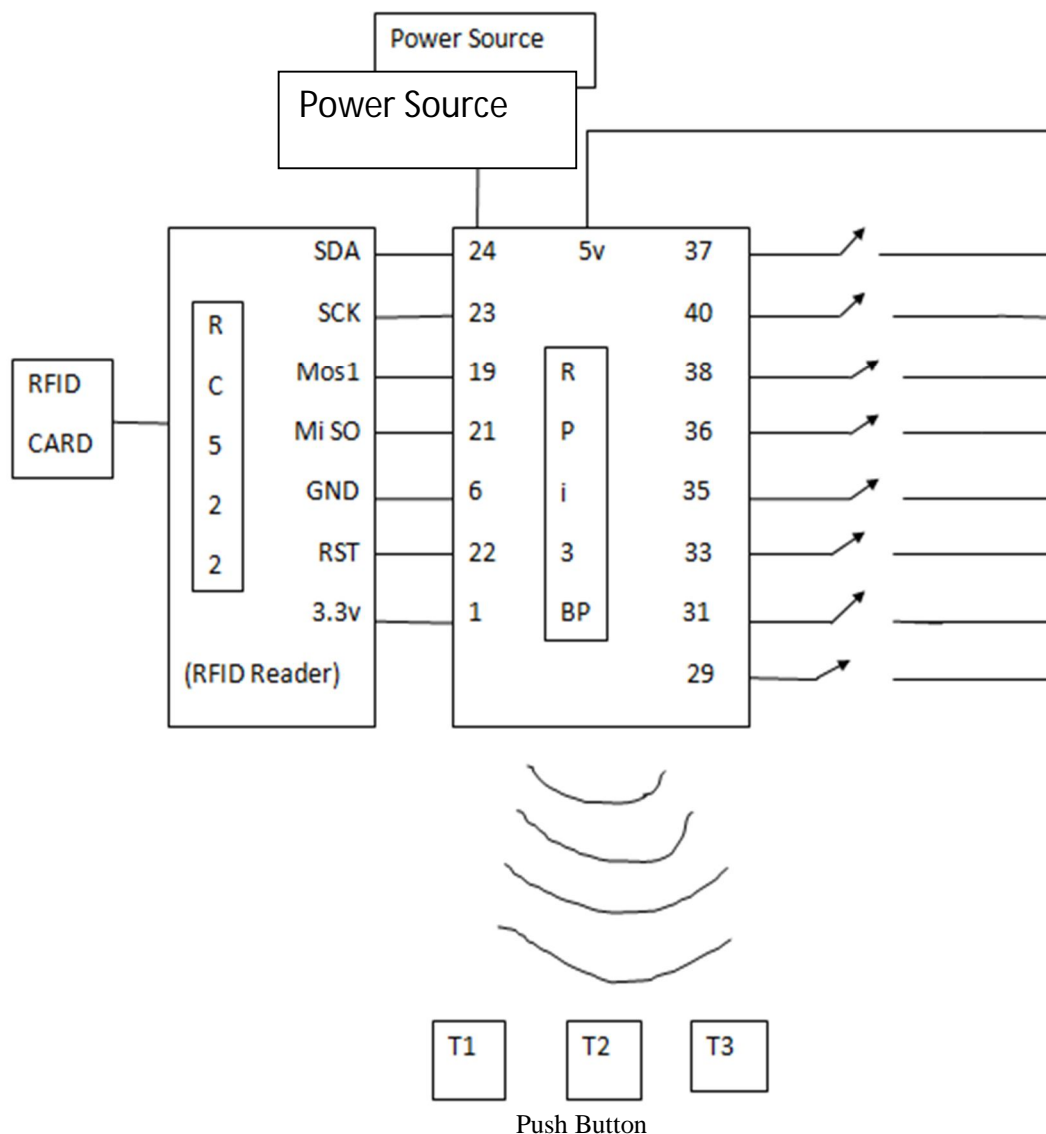 Power Source
Power Source
SDA 24 5v 37
SCK 23 40
R
C
5
2
2
Mos1 19 38
RFID
CARD
Mi SO 21 36
R
P
i
3
BP
GND 6 35
RST 22 33
3.3v 1 31
(RFID Reader) 29
T1 T2 T3
Push Button